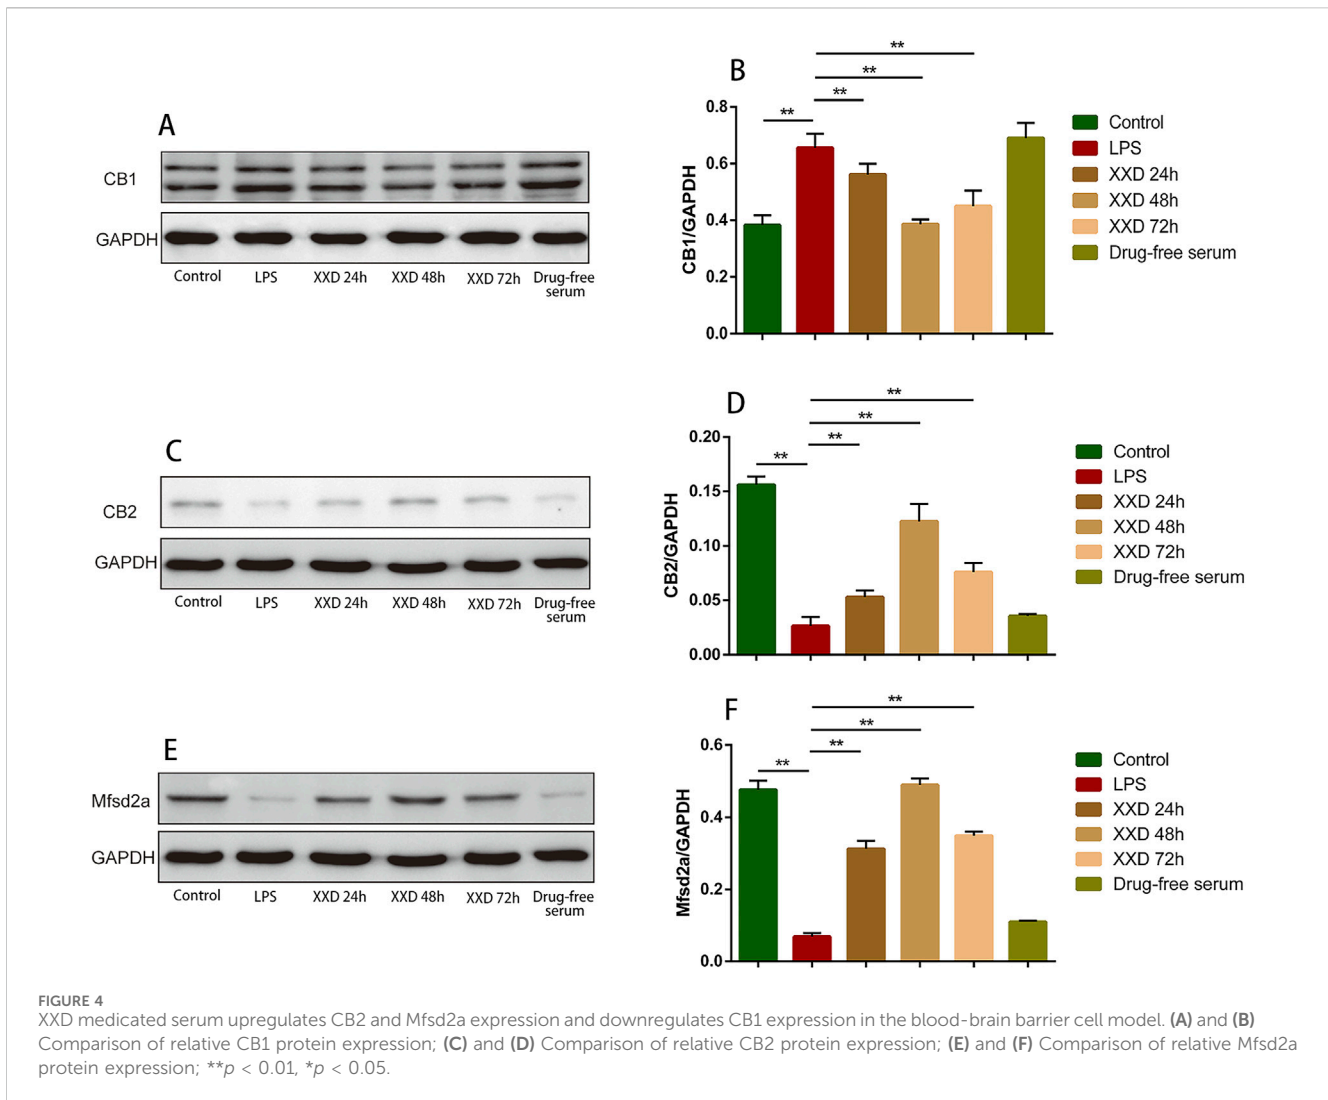 A
CB1
GAPDH
Control LPS XXD 24h XXD 48h XXD 72h Drug-free serum
B
** ** ** **
CB1/GAPDH
0.8
0.6
0.4
0.2
0.0
Control
LPS
XXD 24h
XXD 48h
XXD 72h
Drug-free serum
C
CB2
GAPDH
Control LPS XXD 24h XXD 48h XXD 72h Drug-free serum
D
** ** ** **
CB2/GAPDH
0.20
0.15
0.10
0.05
0.00
Control
LPS
XXD 24h
XXD 48h
XXD 72h
Drug-free serum
E
Mfsd2a
GAPDH
Control LPS XXD 24h XXD 48h XXD 72h Drug-free serum
F
** ** ** **
Mfsd2a/GAPDH
0.6
0.4
0.2
0.0
Control
LPS
XXD 24h
XXD 48h
XXD 72h
Drug-free serum
FIGURE 4
XXD medicated serum upregulates CB2 and Mfsd2a expression and downregulates CB1 expression in the blood-brain barrier cell model. (A) and (B)
Comparison of relative CB1 protein expression; (C) and (D) Comparison of relative CB2 protein expression; (E) and (F) Comparison of relative Mfsd2a
protein expression; **p < 0.01, *p < 0.05.